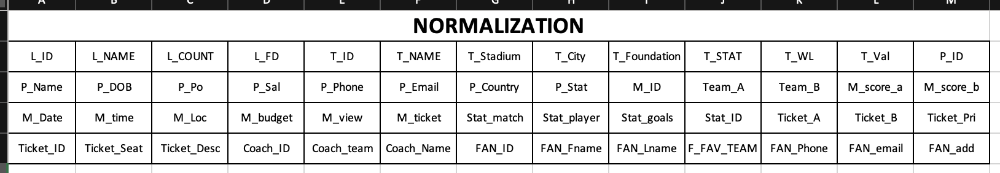 A B C D E F G H I J K L M
NORMALIZATION
L_ID L_NAME L_COUNT L_FD T_ID T_NAME T_Stadium T_City T_Foundation T_STAT T_WL T_Val P_ID
P_Name P_DOB P_Po P_Sal P_Phone P_Email P_Country P_Stat M_ID Team_A Team_B M_score_a M_score_b
M_Date M_time M_Loc M_budget M_view M_ticket Stat_match Stat_player Stat_goals Stat_ID Ticket_A Ticket_B Ticket_Pri
Ticket_ID Ticket_Seat Ticket_Desc Coach_ID Coach_team Coach_Name FAN_ID FAN_Fname FAN_Lname F_FAV_TEAM FAN_Phone FAN_email FAN_add